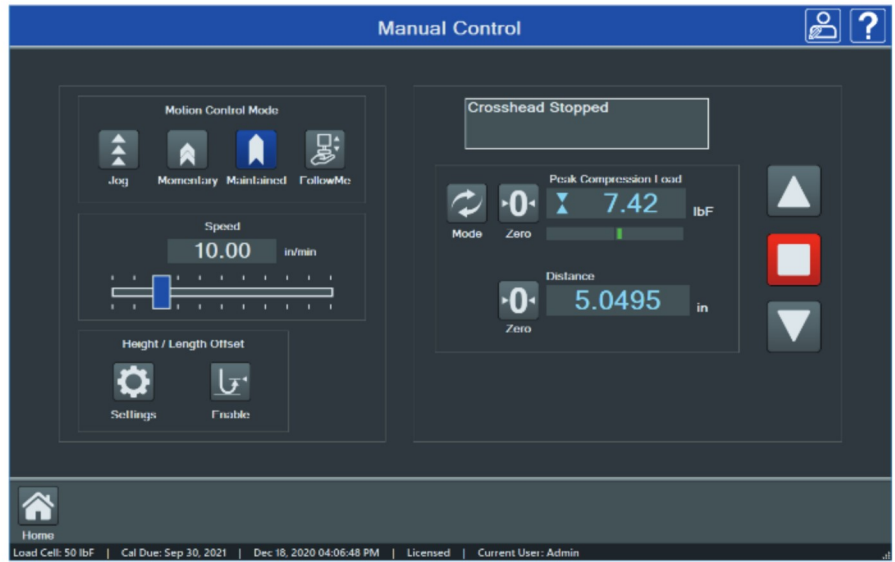 Manual Control
?
Motion Control Mode
Jog Momentary Maintained FollowMe
Speed
10.00 in/min
Height / Length Offset
Settings Enable
Crosshead Stopped
Peak Compression Load
7.42 lbF
Mode 0 Zero
Distance
0 5.0495 in
Zero
Home
Load Cell: 50 lbF | Cal Due: Sep 30, 2021 | Dec 18, 2020 04:06:48 PM | Licensed | Current User: Admin